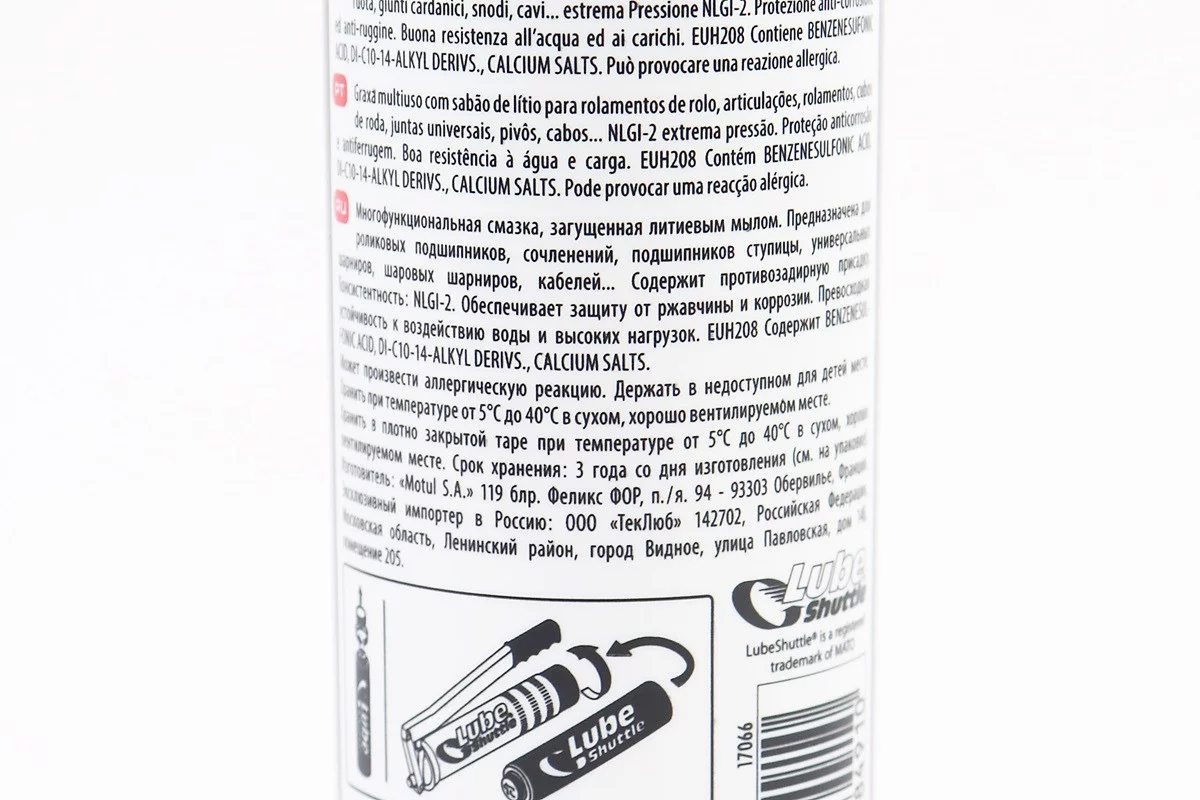 ruota, giunti cardanici, snodi, cavi... estrema Pressione NLGI-2. Protezione anti-corrosione
ed anti-ruggine. Buona resistenza all'acqua ed ai carichi. EUH208 Contiene BENZENESULFONIC
ACID, DI-C10-14-ALKYL DERIVS., CALCIUM SALTS. Può provocare una reazione allergica.
PT Graxa multiuso com sabão de lítio para rolamentos de rolo, articulações, rolamentos, cubos
de roda, juntas universais, pivôs, cabos... NLGI-2 extrema pressão. Proteção anticorrosão
e antiferrugem. Boa resistência à água e carga. EUH208 Contém BENZENESULFONIC ACID,
DI-C10-14-ALKYL DERIVS., CALCIUM SALTS. Pode provocar uma reacção alérgica.
RU Многофункциональная смазка, загущенная литиевым мылом. Предназначена для
роликовых подшипников, сочленений, подшипников ступицы, универсальных
шарниров, шаровых шарниров, кабелей... Содержит противозадирную присадку.
Консистентность: NLGI-2. Обеспечивает защиту от ржавчины и коррозии. Превосходная
устойчивость к воздействию воды и высоких нагрузок. EUH208 Содержит BENZENESUL-
FONIC ACID, DI-C10-14-ALKYL DERIVS., CALCIUM SALTS.
Может произвести аллергическую реакцию. Держать в недоступном для детей месте.
Хранить при температуре от 5°C до 40°C в сухом, хорошо вентилируемом месте.
Хранить в плотно закрытой таре при температуре от 5°C до 40°C в сухом, хорошо
вентилируемом месте. Срок хранения: 3 года со дня изготовления (см. на упаковке).
Изготовитель: «Motul S.A.» 119 блр. Феликс ФОР, п./я. 94 - 93303 Обервилье, Франция.
Эксклюзивный импортер в Россию: ООО «ТекЛюб» 142702, Российская Федерация,
Московская область, Ленинский район, город Видное, улица Павловская, дом 14б,
помещение 205.
Lube
Shuttle
LubeShuttle® is a registered
trademark of MATO
Lube
Lube
Shuttle
Lube
Shuttle
17066